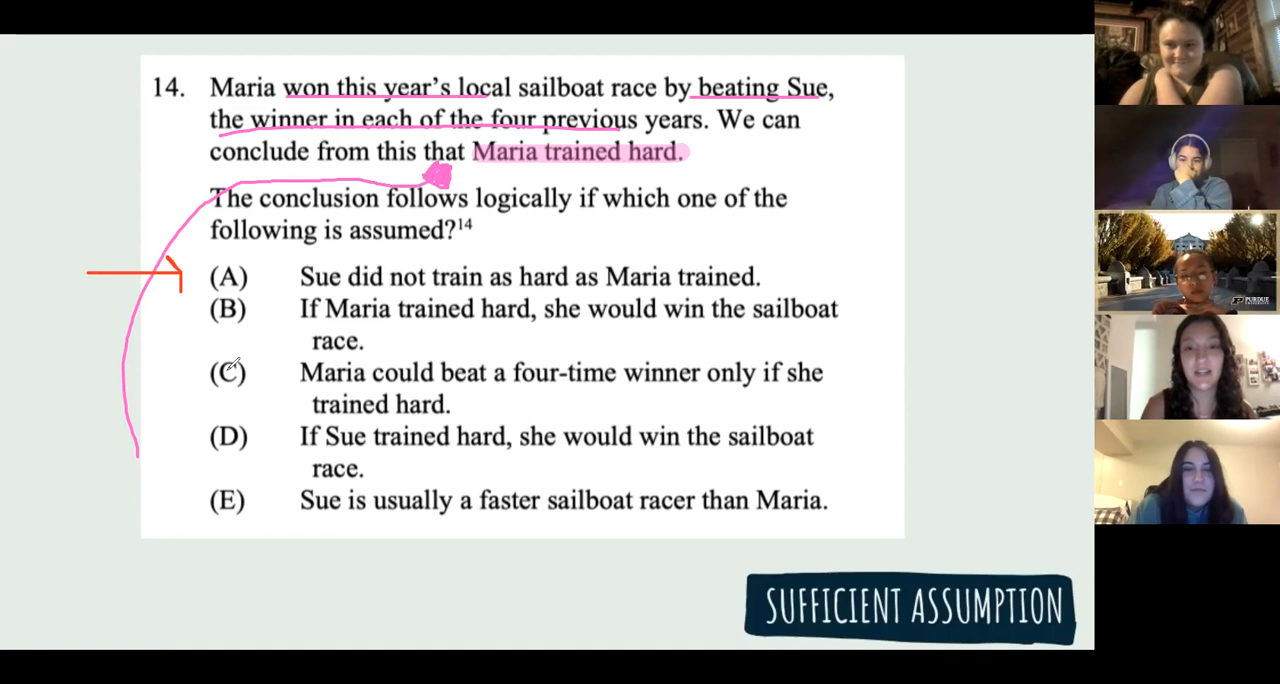 14. Maria won this year's local sailboat race by beating Sue,
the winner in each of the four previous years. We can
conclude from this that Maria trained hard.
The conclusion follows logically if which one of the
following is assumed?¹⁴
(A) Sue did not train as hard as Maria trained.
(B) If Maria trained hard, she would win the sailboat
race.
(C) Maria could beat a four-time winner only if she
trained hard.
(D) If Sue trained hard, she would win the sailboat
race.
(E) Sue is usually a faster sailboat racer than Maria.
SUFFICIENT ASSUMPTION
PURDUE